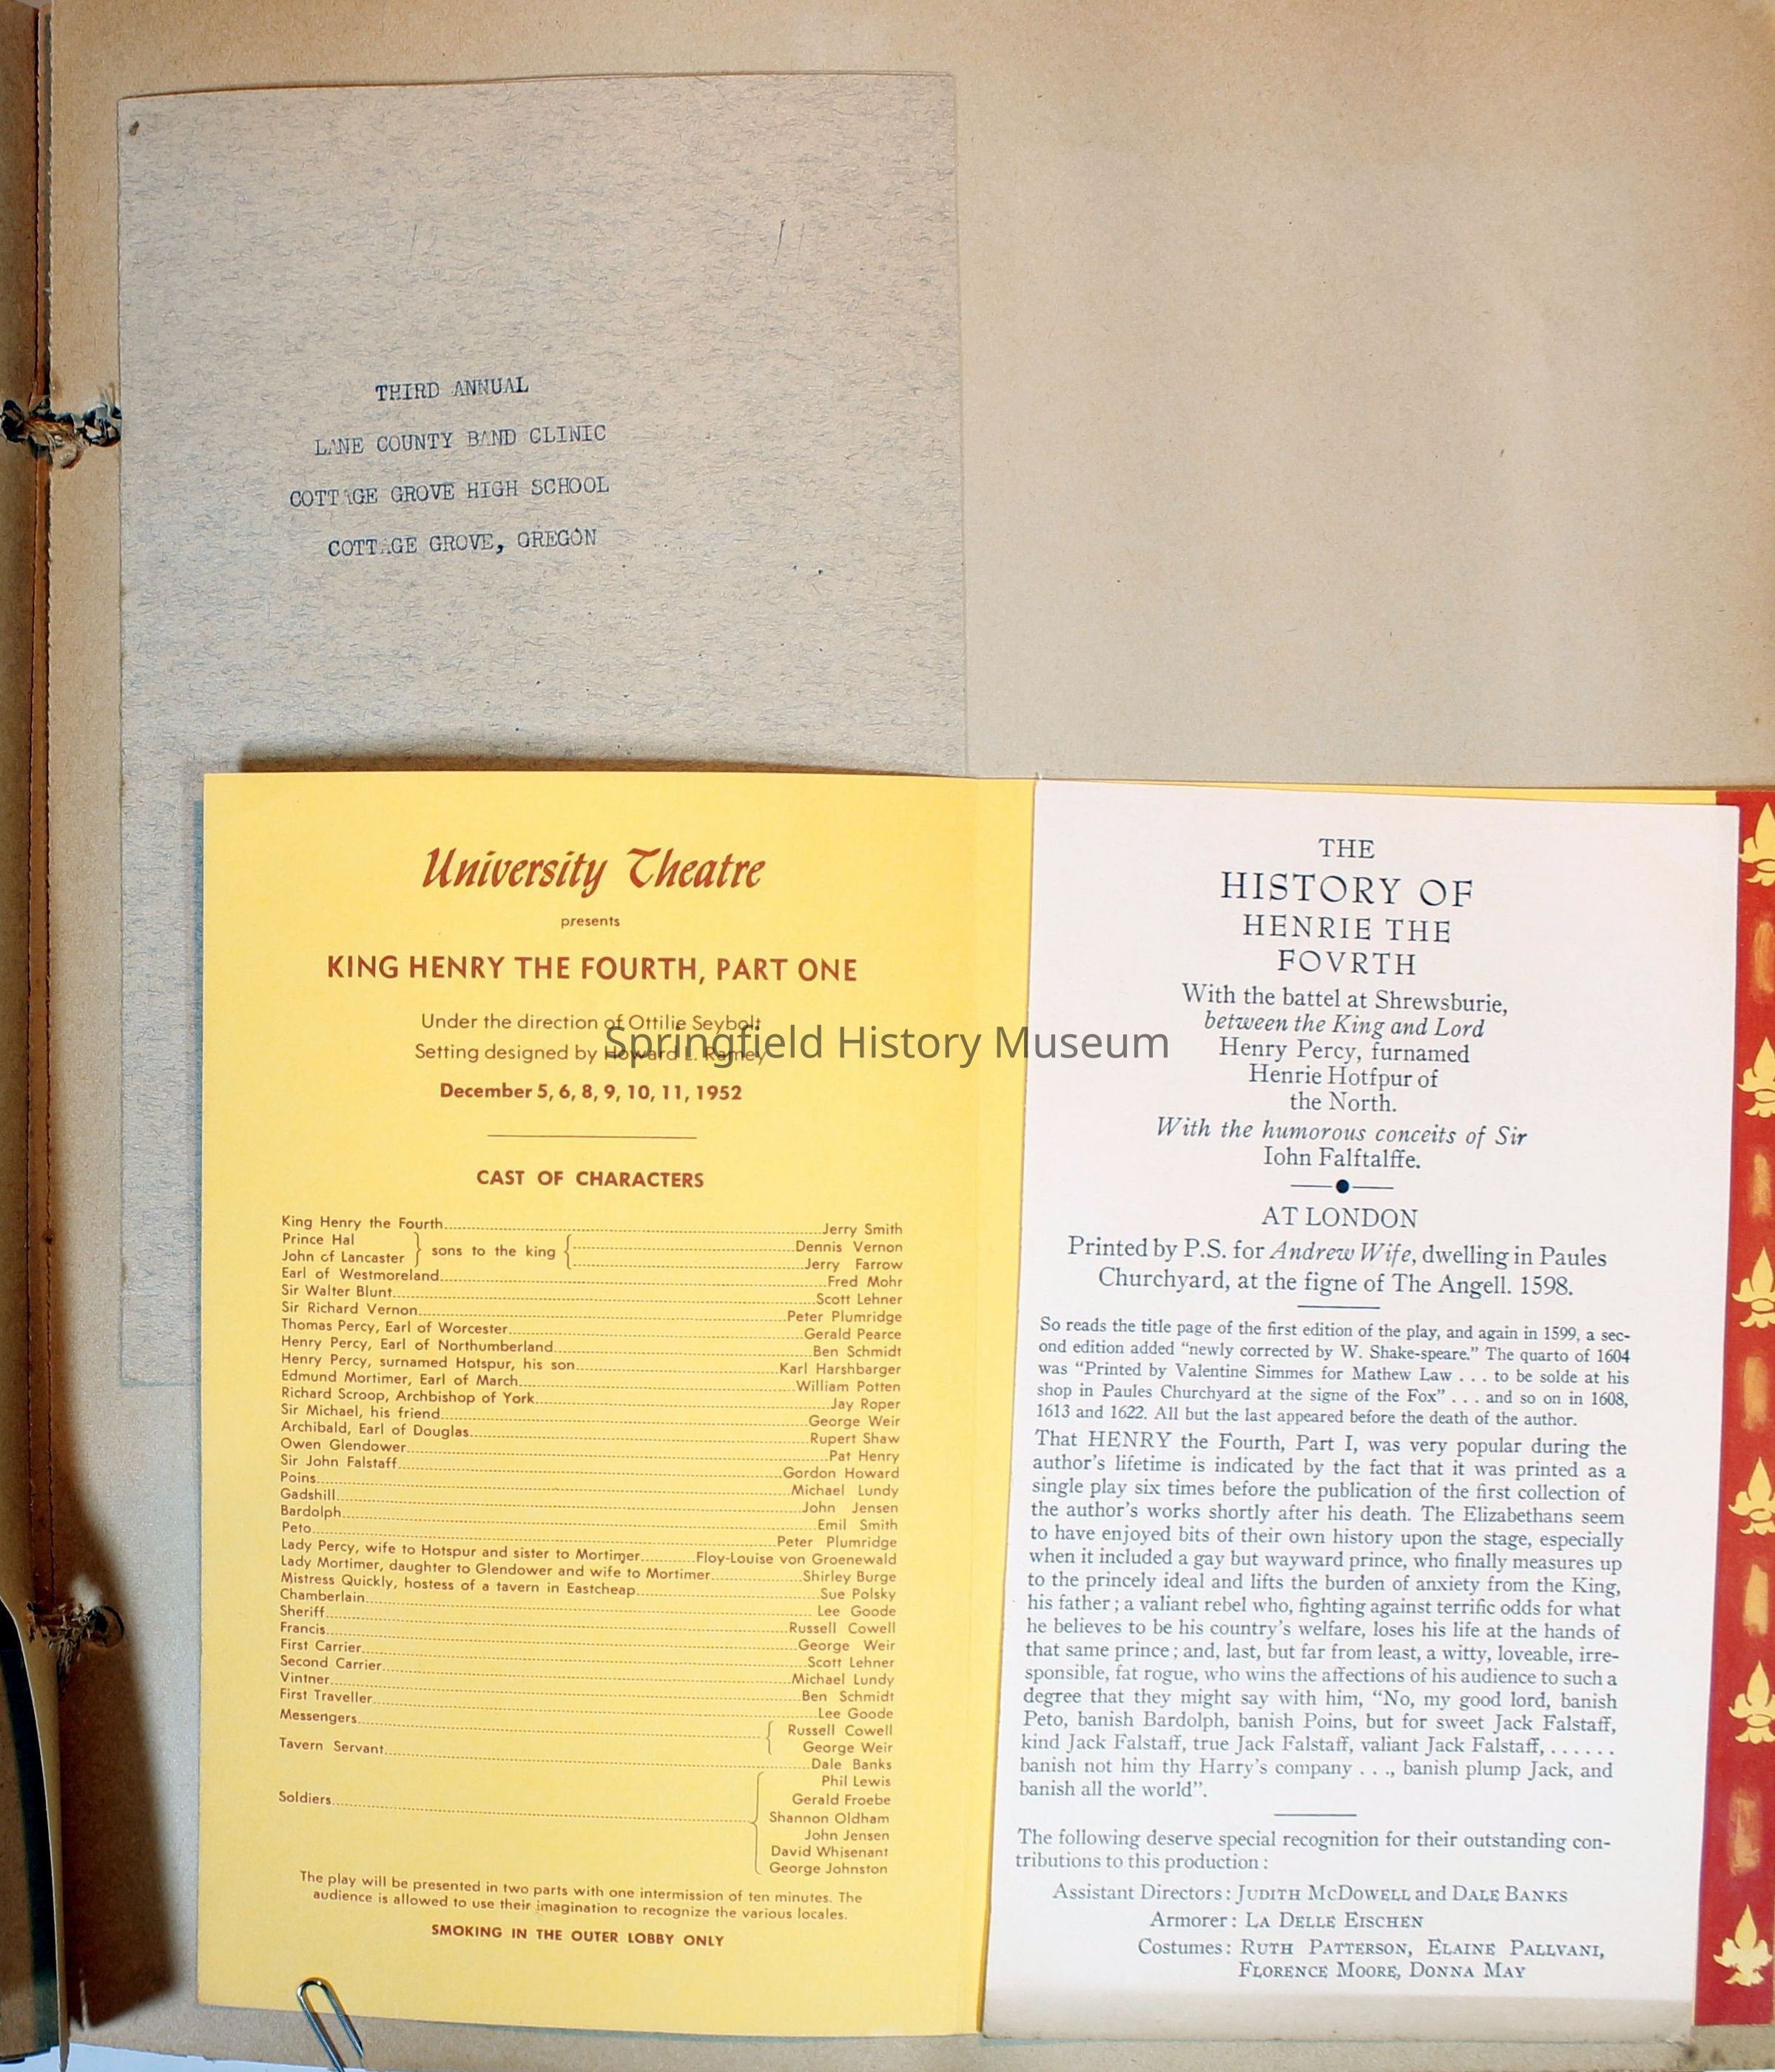 THIRD ANNUAL
LANE COUNTY BAND CLINIC
COTTAGE GROVE HIGH SCHOOL
COTTAGE GROVE, OREGON
University Theatre
presents
KING HENRY THE FOURTH, PART ONE
Under the direction of Ottilie Seybolt
Setting designed by Howard L. Ramey
December 5, 6, 8, 9, 10, 11, 1952
CAST OF CHARACTERS
King Henry the Fourth Jerry Smith
Prince Hal } sons to the king { Dennis Vernon
John of Lancaster } sons to the king { Jerry Farrow
Earl of Westmoreland Fred Mohr
Sir Walter Blunt Scott Lehner
Sir Richard Vernon Peter Plumridge
Thomas Percy, Earl of Worcester Gerald Pearce
Henry Percy, Earl of Northumberland Ben Schmidt
Henry Percy, surnamed Hotspur, his son Karl Harshbarger
Edmund Mortimer, Earl of March William Potten
Richard Scroop, Archbishop of York Jay Roper
Sir Michael, his friend George Weir
Archibald, Earl of Douglas Rupert Shaw
Owen Glendower Pat Henry
Sir John Falstaff Gordon Howard
Poins Michael Lundy
Gadshill John Jensen
Bardolph Emil Smith
Peto Peter Plumridge
Lady Percy, wife to Hotspur and sister to Mortimer Floy-Louise von Groenewald
Lady Mortimer, daughter to Glendower and wife to Mortimer Shirley Burge
Mistress Quickly, hostess of a tavern in Eastcheap Sue Polsky
Chamberlain Lee Goode
Sheriff Russell Cowell
Francis George Weir
First Carrier Scott Lehner
Second Carrier Michael Lundy
Vintner Ben Schmidt
First Traveller Lee Goode
Messengers { Russell Cowell
George Weir
Tavern Servant Dale Banks
Soldiers { Phil Lewis
Gerald Froebe
Shannon Oldham
John Jensen
David Whisenant
George Johnston
The play will be presented in two parts with one intermission of ten minutes. The
audience is allowed to use their imagination to recognize the various locales.
SMOKING IN THE OUTER LOBBY ONLY
THE
HISTORY OF
HENRIE THE
FOVRTH
With the battel at Shrewsburie,
between the King and Lord
Henry Percy, furnamed
Henrie Hotfpur of
the North.
With the humorous conceits of Sir
Iohn Falftalffe.
AT LONDON
Printed by P.S. for Andrew Wife, dwelling in Paules
Churchyard, at the figne of The Angell. 1598.
So reads the title page of the first edition of the play, and again in 1599, a sec-
ond edition added "newly corrected by W. Shake-speare." The quarto of 1604
was "Printed by Valentine Simmes for Mathew Law . . . to be solde at his
shop in Paules Churchyard at the signe of the Fox" . . . and so on in 1608,
1613 and 1622. All but the last appeared before the death of the author.
That HENRY the Fourth, Part I, was very popular during the
author's lifetime is indicated by the fact that it was printed as a
single play six times before the publication of the first collection of
the author's works shortly after his death. The Elizabethans seem
to have enjoyed bits of their own history upon the stage, especially
when it included a gay but wayward prince, who finally measures up
to the princely ideal and lifts the burden of anxiety from the King,
his father; a valiant rebel who, fighting against terrific odds for what
he believes to be his country's welfare, loses his life at the hands of
that same prince; and, last, but far from least, a witty, loveable, irre-
sponsible, fat rogue, who wins the affections of his audience to such a
degree that they might say with him, "No, my good lord, banish
Peto, banish Bardolph, banish Poins, but for sweet Jack Falstaff,
kind Jack Falstaff, true Jack Falstaff, valiant Jack Falstaff, . . . . . .
banish not him thy Harry's company . . ., banish plump Jack, and
banish all the world".
The following deserve special recognition for their outstanding con-
tributions to this production :
Assistant Directors : JUDITH MCDOWELL and DALE BANKS
Armorer : LA DELLE EISCHEN
Costumes : RUTH PATTERSON, ELAINE PALLVANI,
FLORENCE MOORE, DONNA MAY
Springfield History Museum